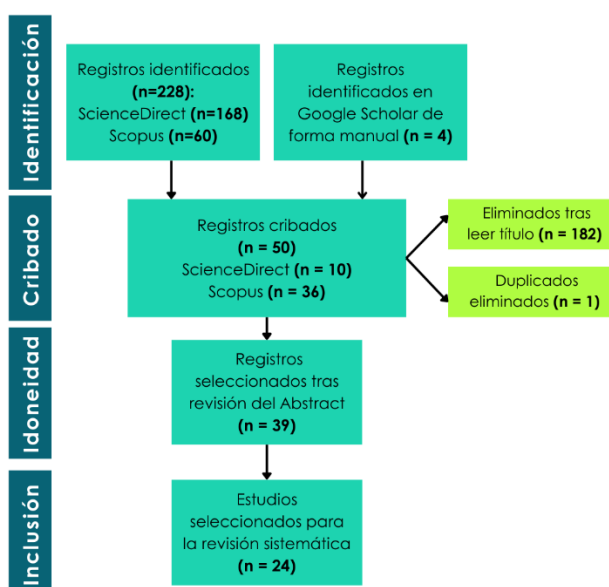 Identificación
Registros identificados
(n=228):
ScienceDirect (n=168)
Scopus (n=60)
Registros
identificados en
Google Scholar de
forma manual (n = 4)
Cribado
Registros cribados
(n = 50)
ScienceDirect (n = 10)
Scopus (n = 36)
Eliminados tras
leer título (n = 182)
Duplicados
eliminados (n = 1)
Idoneidad
Registros
seleccionados tras
revisión del Abstract
(n = 39)
Inclusión
Estudios
seleccionados para
la revisión sistemática
(n = 24)